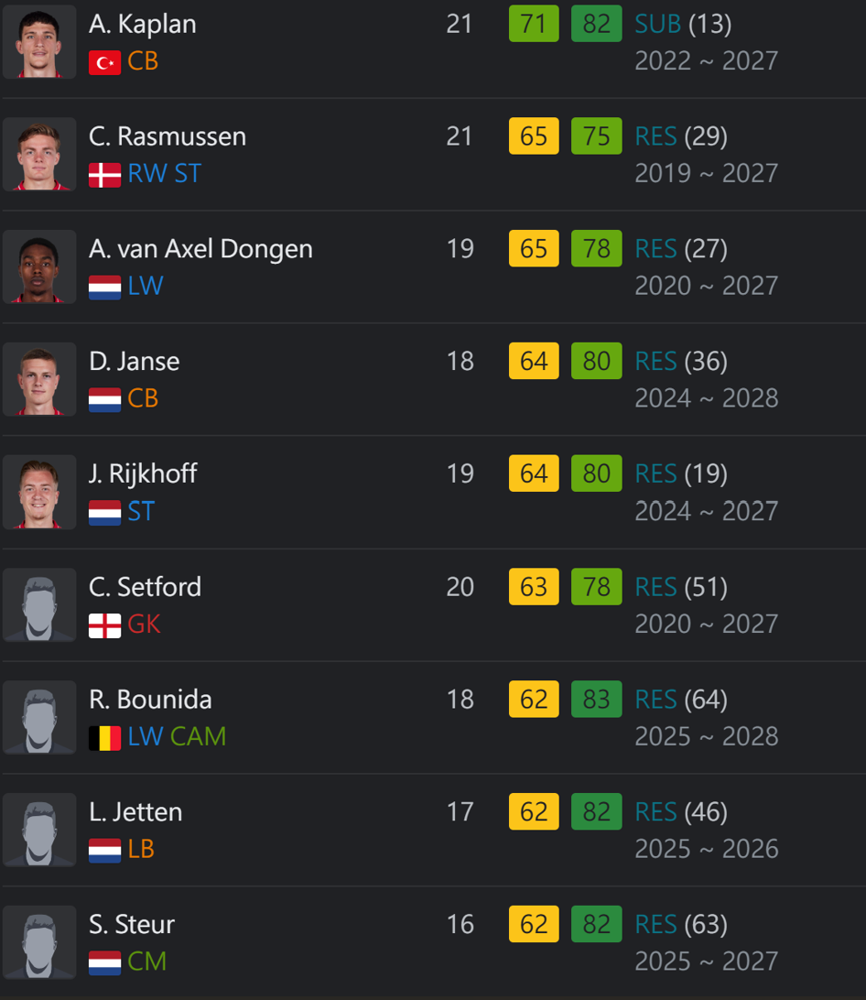 A. Kaplan 21 71 82 SUB (13)
CB 2022 ~ 2027
C. Rasmussen 21 65 75 RES (29)
RW ST 2019 ~ 2027
A. van Axel Dongen 19 65 78 RES (27)
LW 2020 ~ 2027
D. Janse 18 64 80 RES (36)
CB 2024 ~ 2028
J. Rijkhoff 19 64 80 RES (19)
ST 2024 ~ 2027
C. Setford 20 63 78 RES (51)
GK 2020 ~ 2027
R. Bounida 18 62 83 RES (64)
LW CAM 2025 ~ 2028
L. Jetten 17 62 82 RES (46)
LB 2025 ~ 2026
S. Steur 16 62 82 RES (63)
CM 2025 ~ 2027